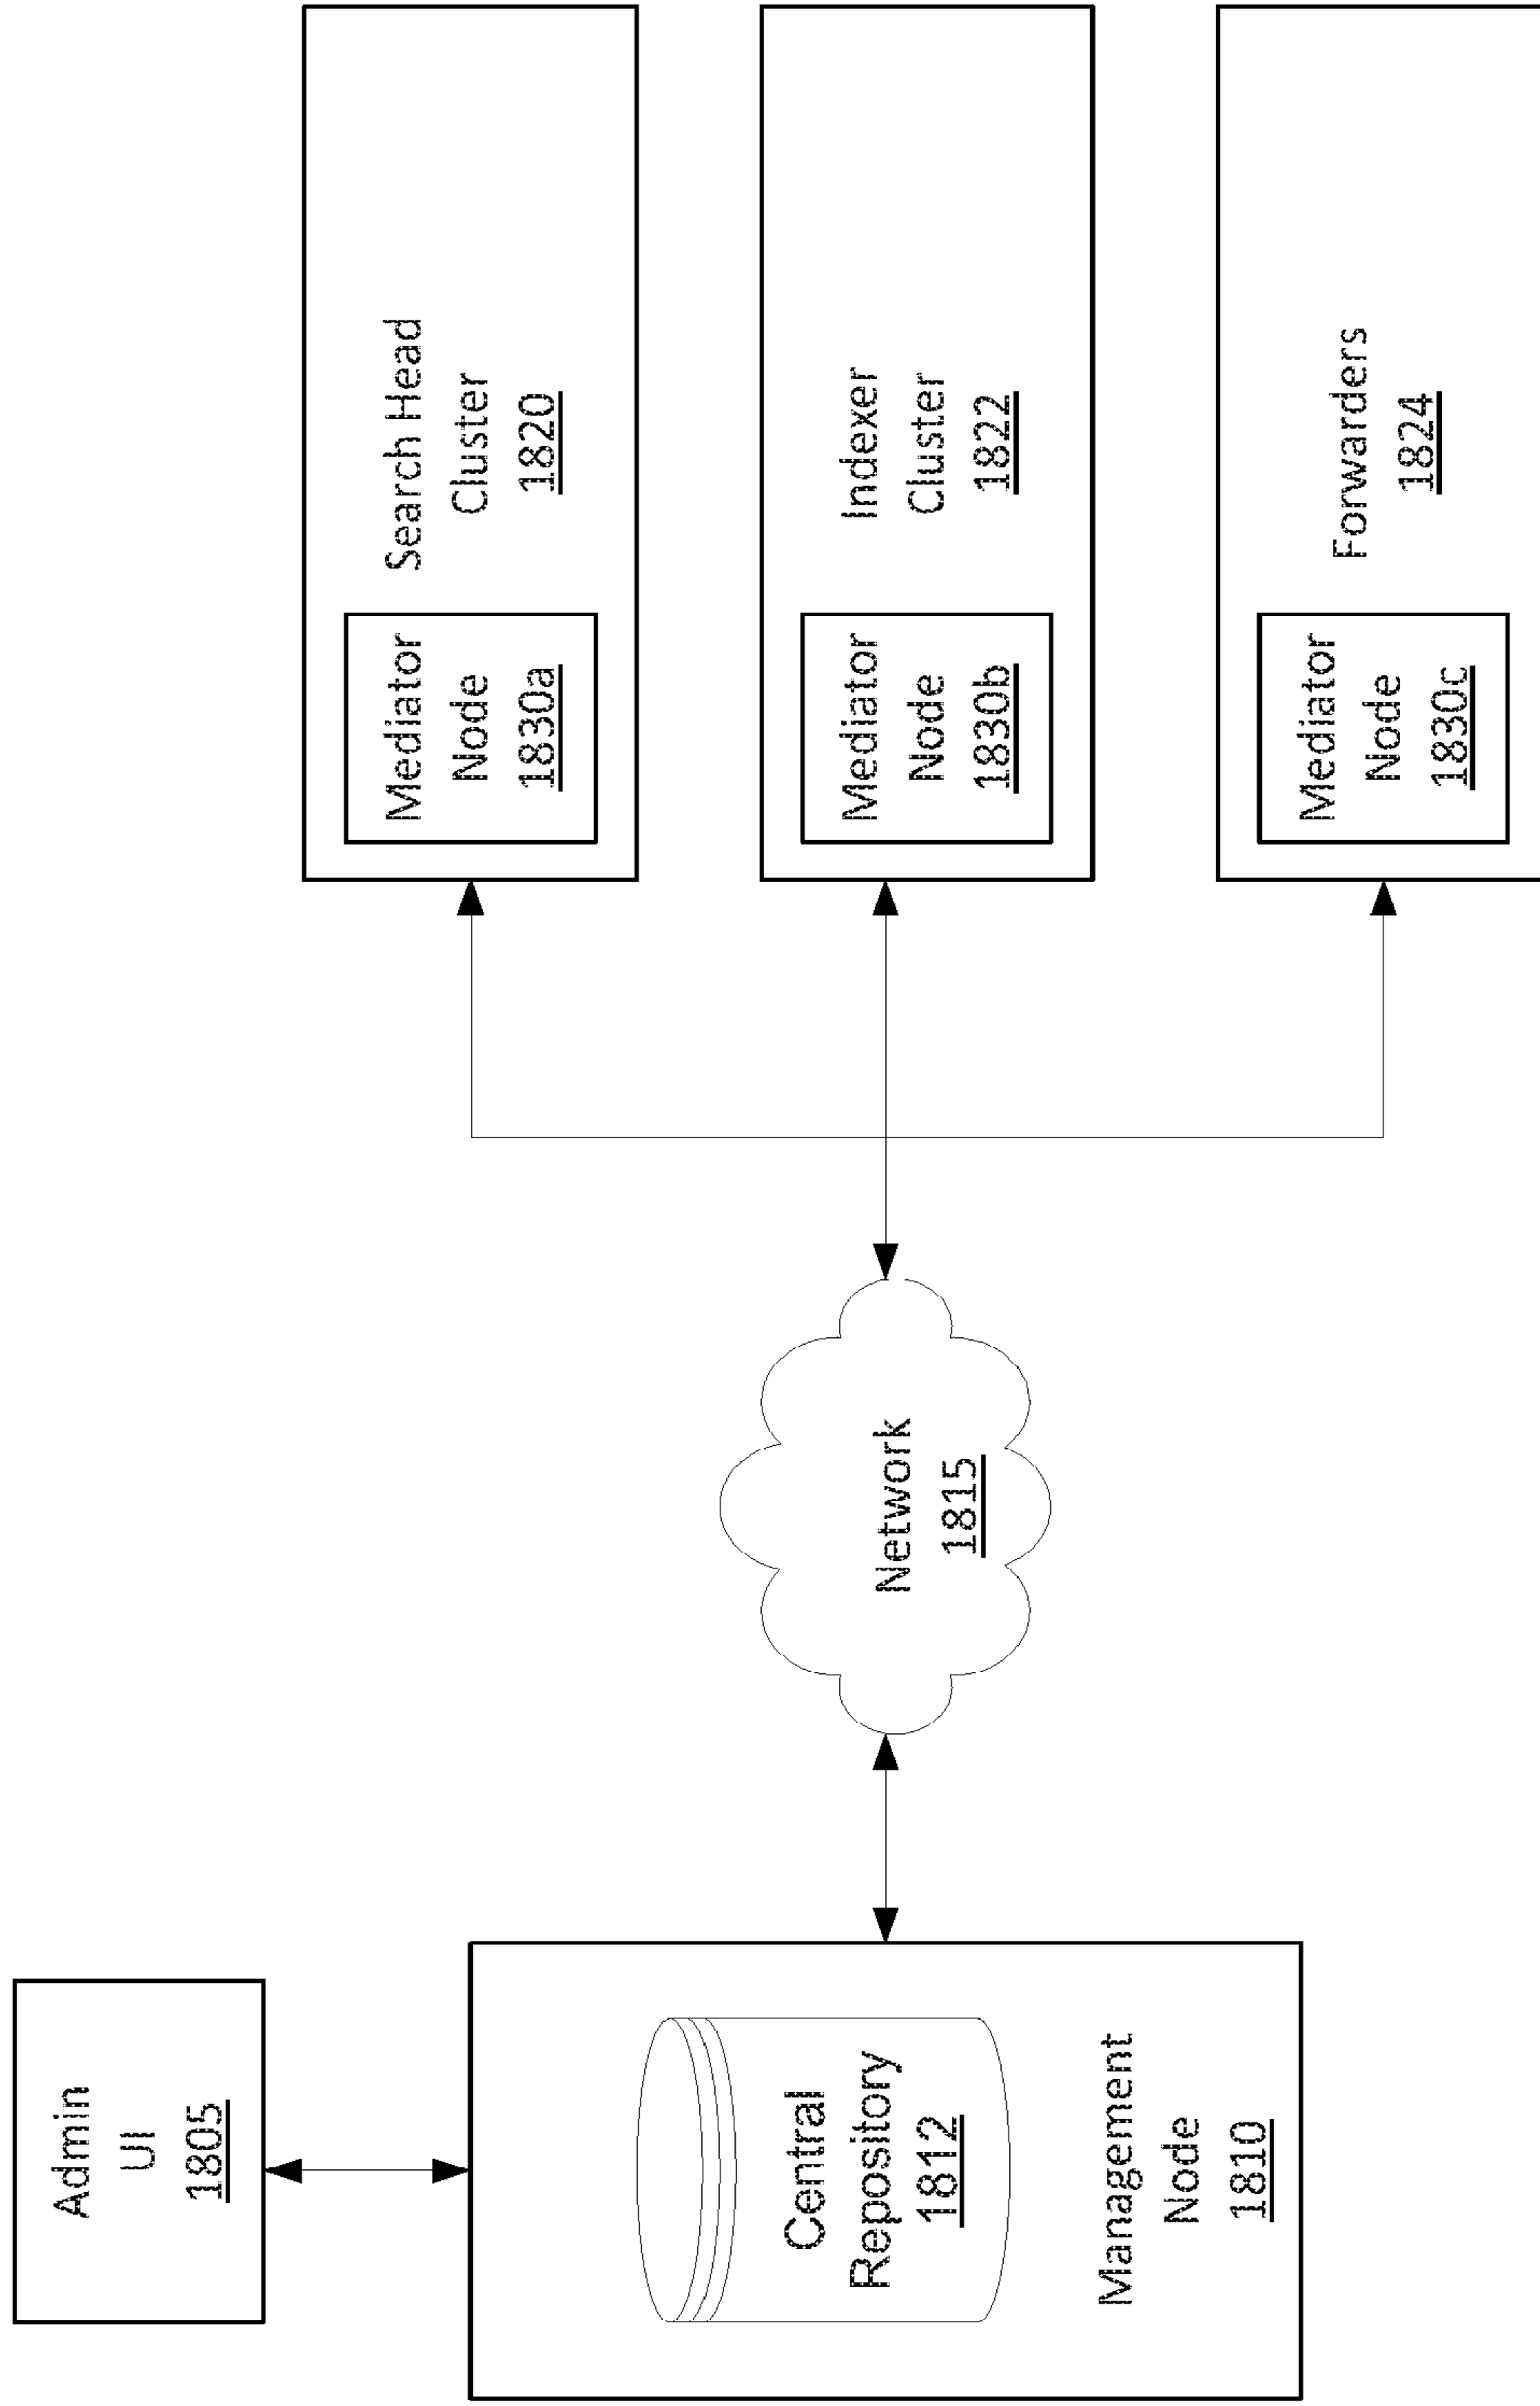 Admin
UI
1805
Central
Repository
1812
Management
Node
1810
Network
1815
Mediator
Node
1830a
Search Head
Cluster
1820
Mediator
Node
1830b
Indexer
Cluster
1822
Mediator
Node
1830c
Forwarders
1824